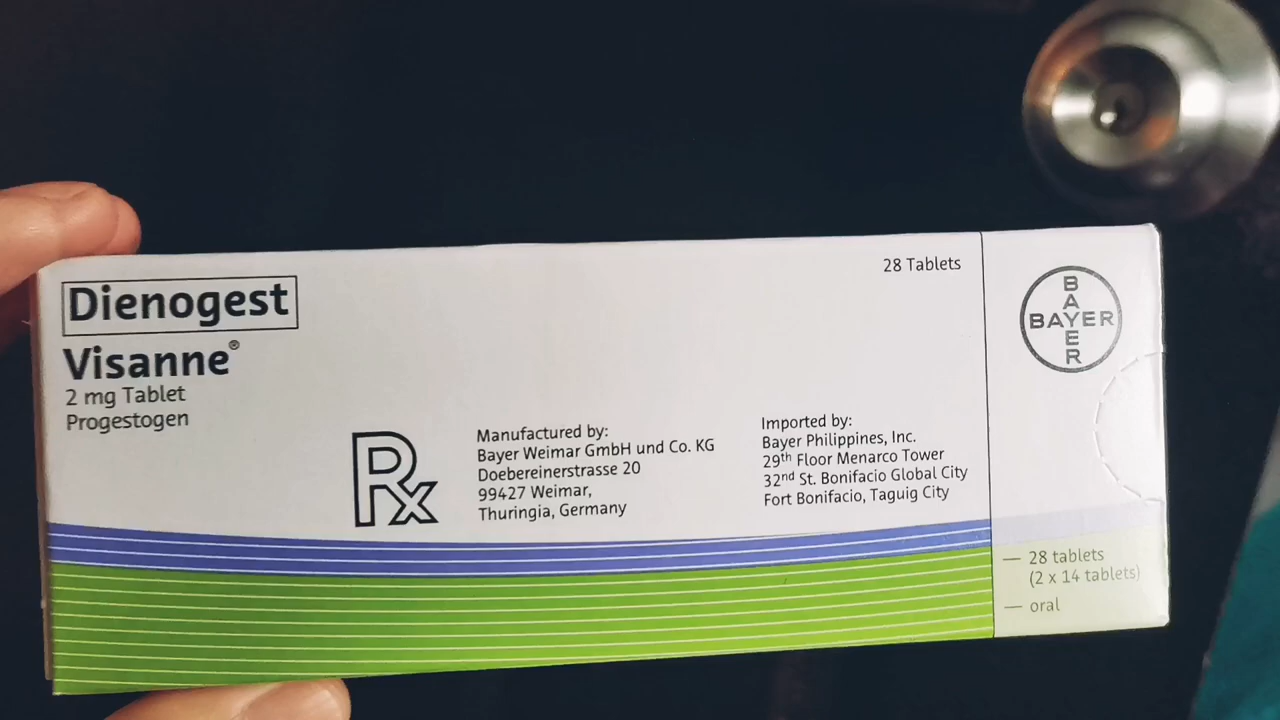 Dienogest
Visanne®
2 mg Tablet
Progestogen
28 Tablets
Rx
Manufactured by:
Bayer Weimar GmbH und Co. KG
Doebereinerstrasse 20
99427 Weimar,
Thuringia, Germany
Imported by:
Bayer Philippines, Inc.
29th Floor Menarco Tower
32nd St. Bonifacio Global City
Fort Bonifacio, Taguig City
BAYER
BAYER
— 28 tablets
(2 x 14 tablets)
— oral